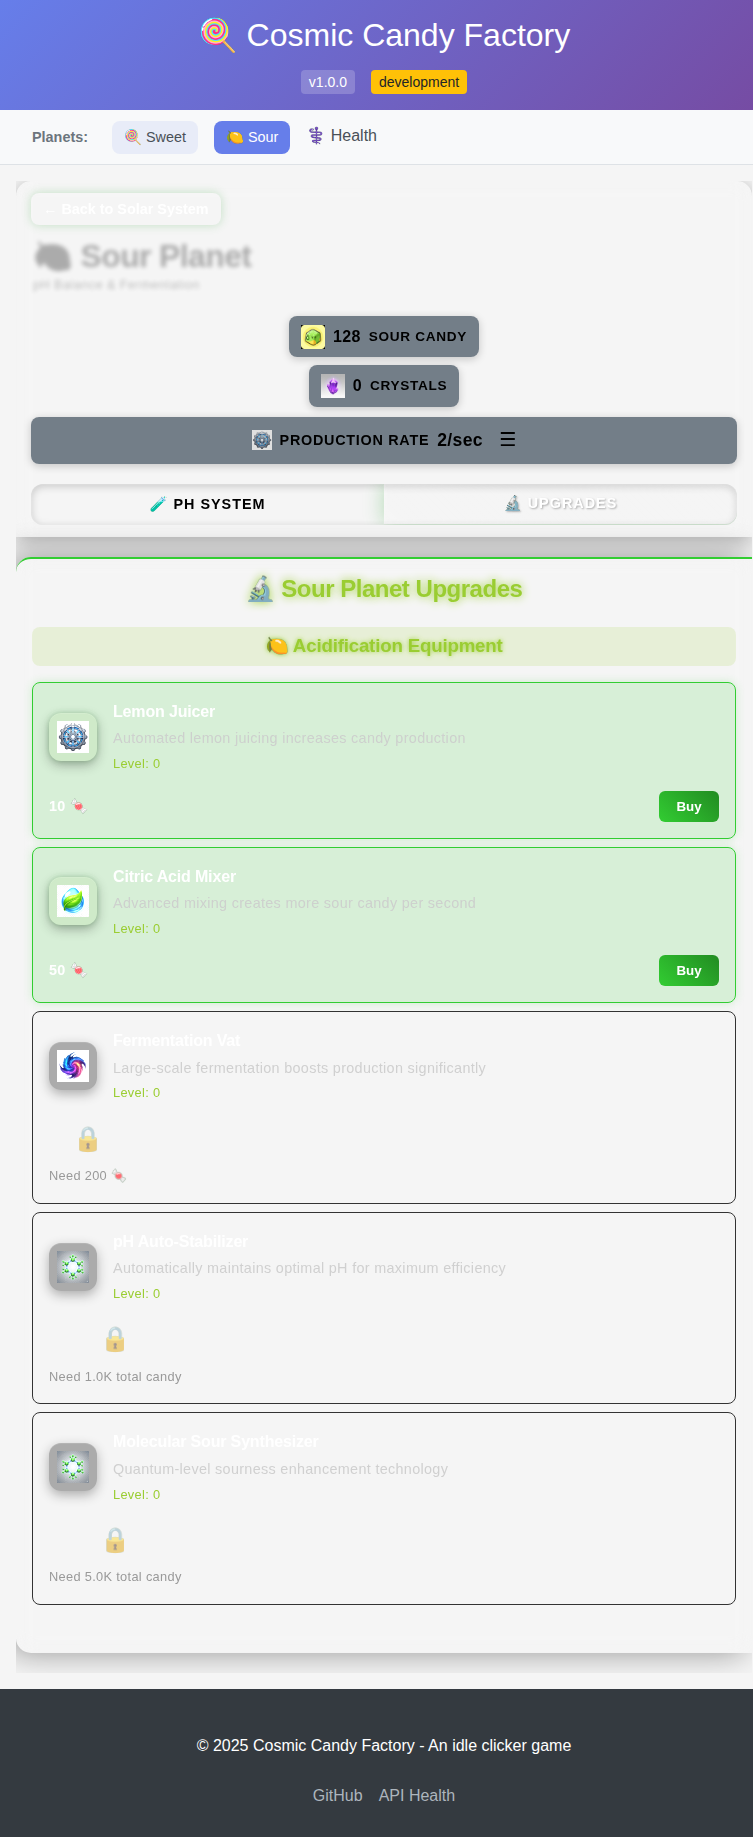 🍭 Cosmic Candy Factory
v1.0.0 development
Planets: 🍭 Sweet 🍋 Sour ⚕️ Health
← Back to Solar System
🍋 Sour Planet
pH Balance & Fermentation
128 SOUR CANDY
0 CRYSTALS
PRODUCTION RATE 2/sec ☰
🧪 PH SYSTEM 🔬 UPGRADES
🔬 Sour Planet Upgrades
🍋 Acidification Equipment
Lemon Juicer
Automated lemon juicing increases candy production
Level: 0
10 🍬 Buy
Citric Acid Mixer
Advanced mixing creates more sour candy per second
Level: 0
50 🍬 Buy
Fermentation Vat
Large-scale fermentation boosts production significantly
Level: 0
🔒
Need 200 🍬
pH Auto-Stabilizer
Automatically maintains optimal pH for maximum efficiency
Level: 0
🔒
Need 1.0K total candy
Molecular Sour Synthesizer
Quantum-level sourness enhancement technology
Level: 0
🔒
Need 5.0K total candy
© 2025 Cosmic Candy Factory - An idle clicker game
GitHub API Health